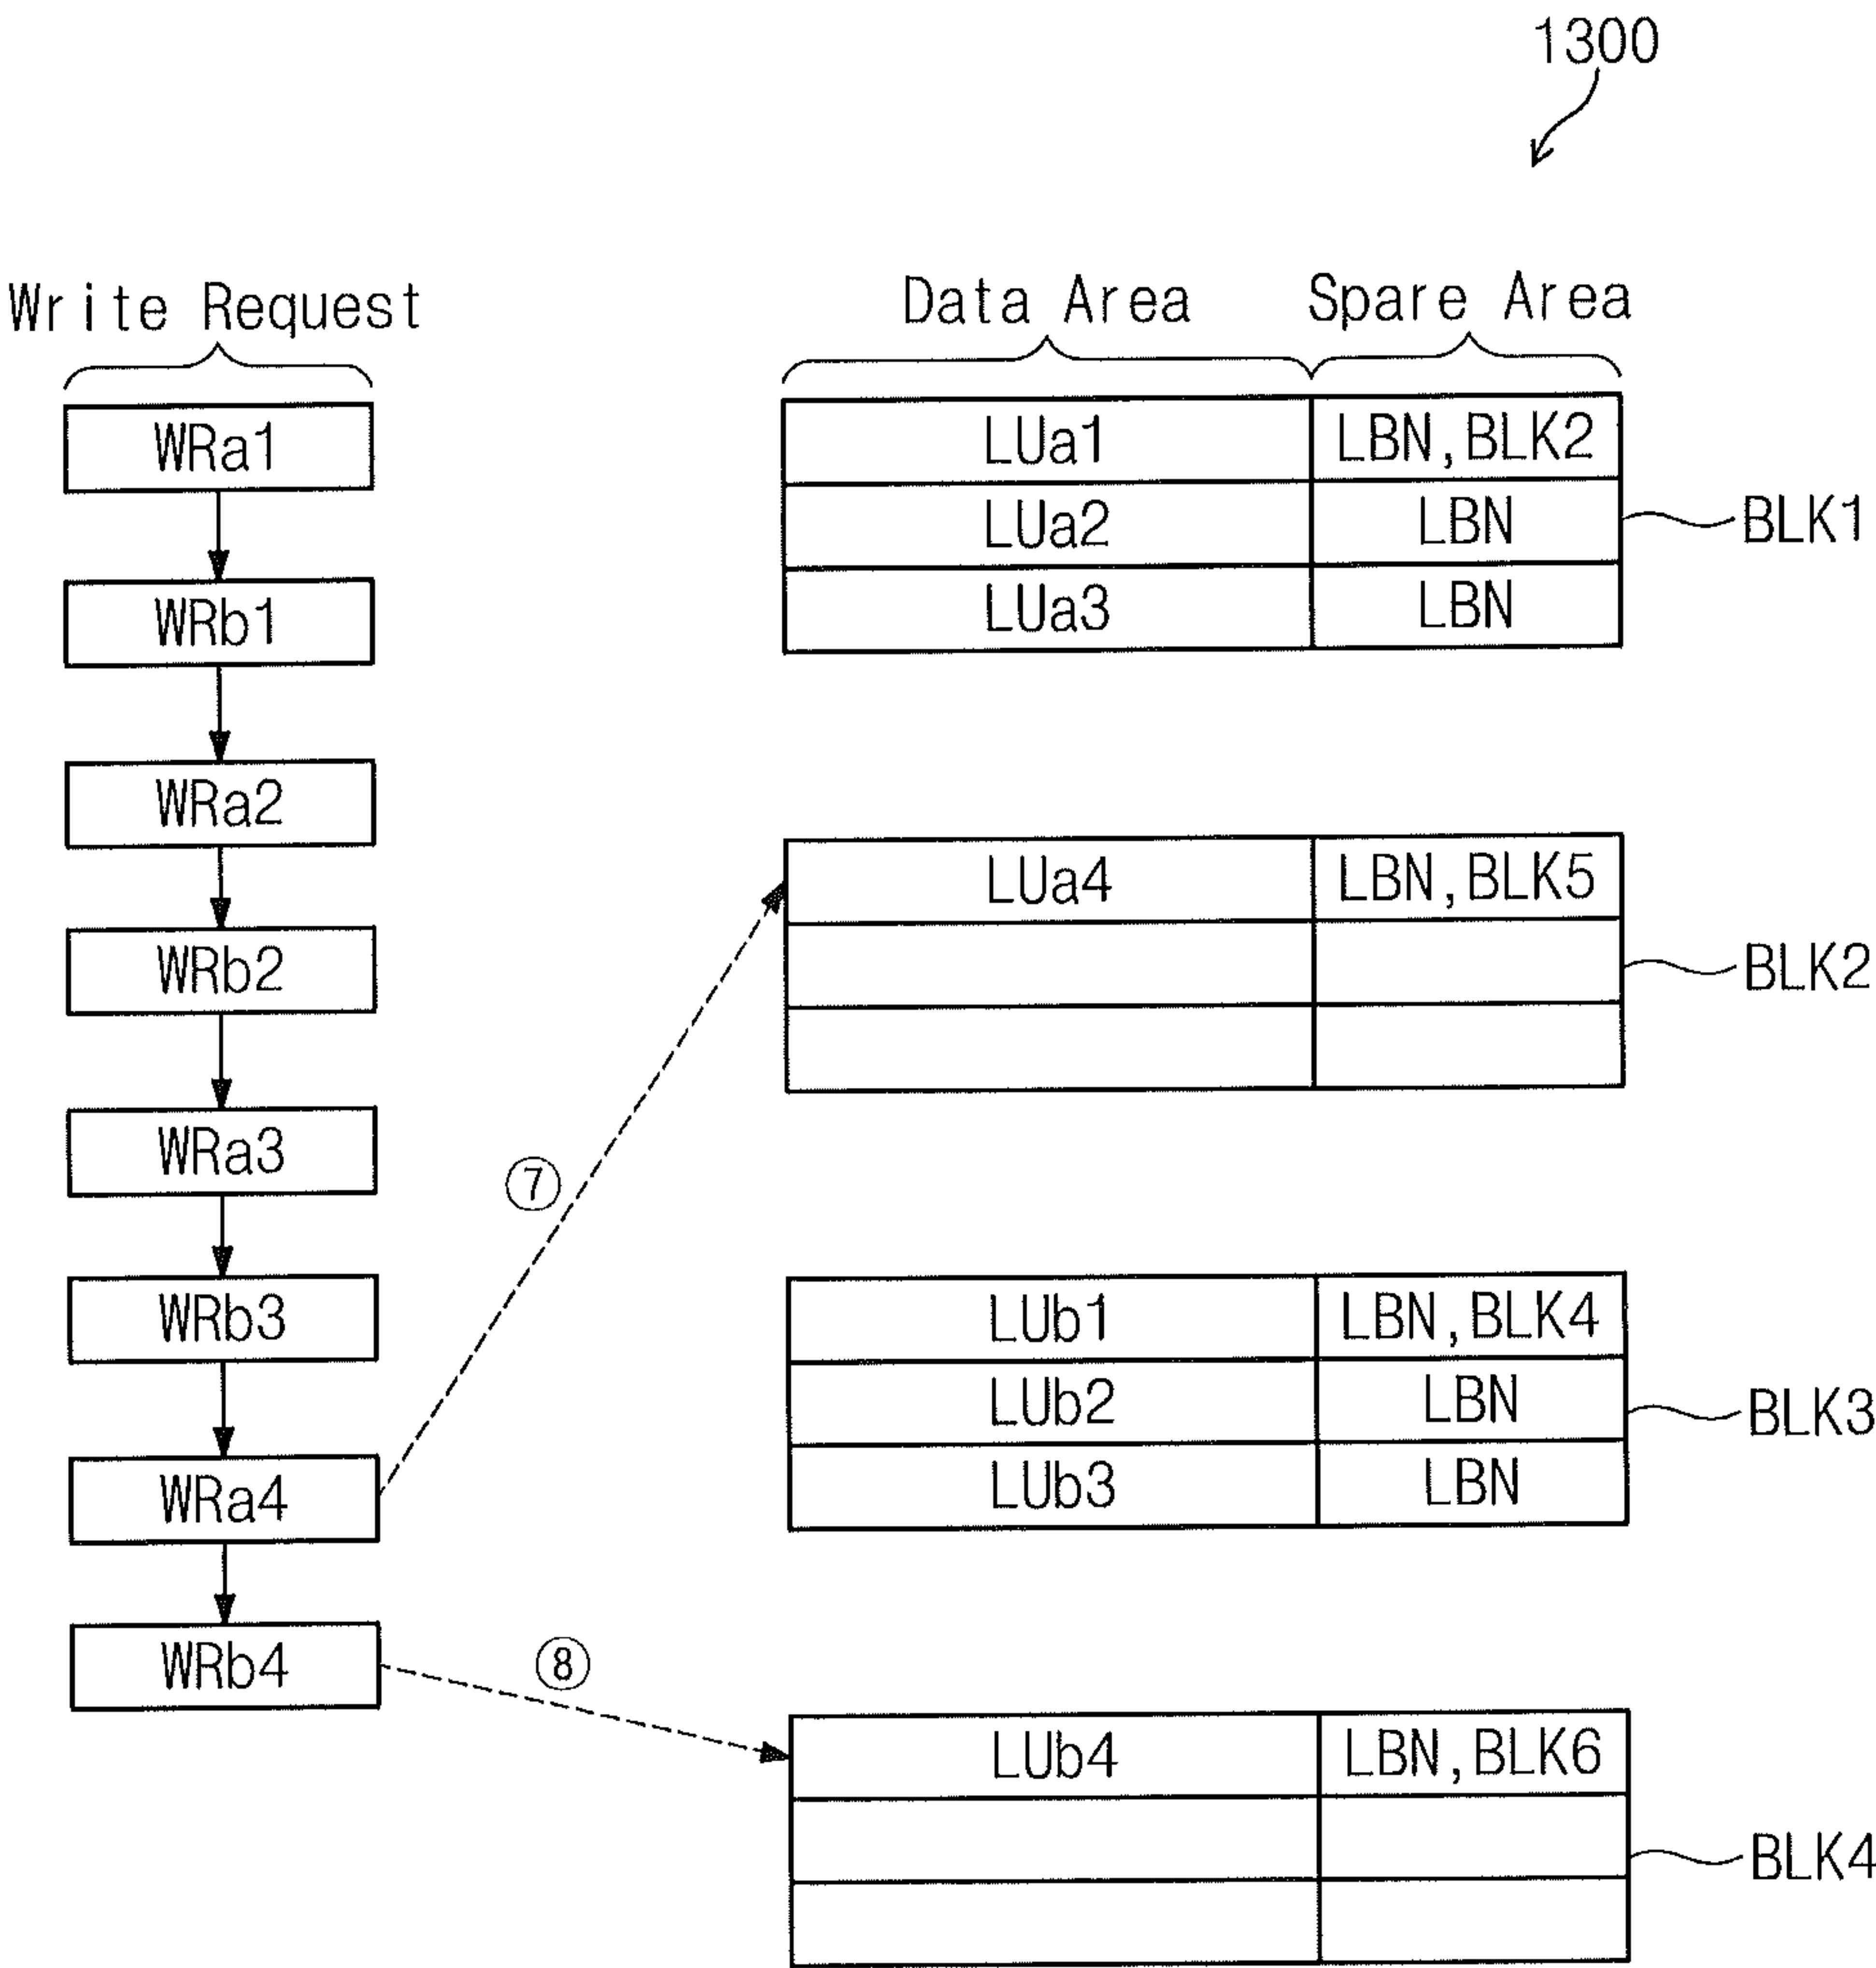 1300
Write Request
Data Area Spare Area
WRa1
WRb1
WRa2
WRb2
WRa3
WRb3
WRa4
WRb4
⑦
⑧
LUa1 LBN,BLK2
LUa2 LBN
LUa3 LBN
BLK1
LUa4 LBN,BLK5
BLK2
LUb1 LBN,BLK4
LUb2 LBN
LUb3 LBN
BLK3
LUb4 LBN,BLK6
BLK4